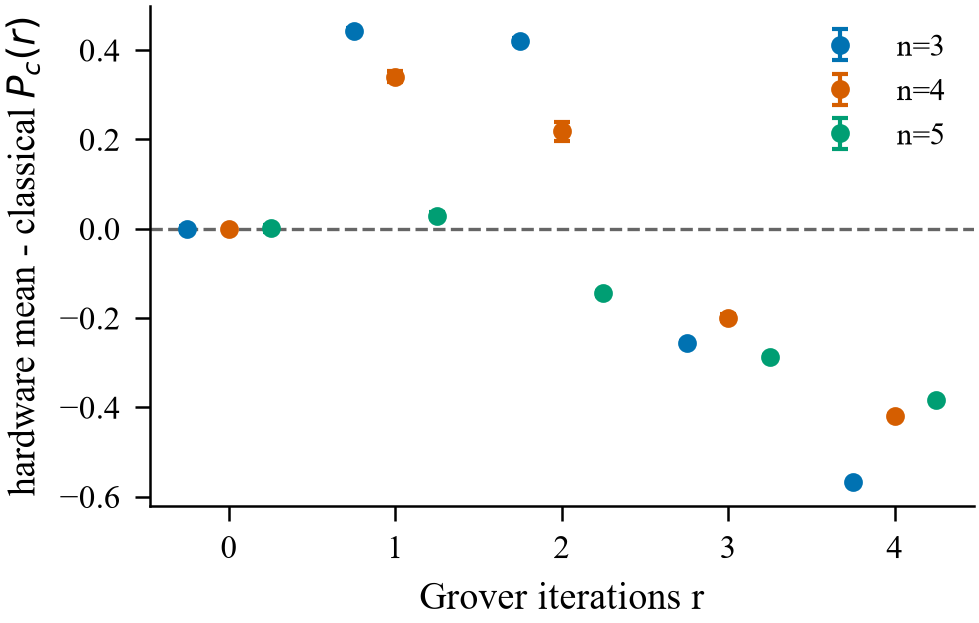 hardware mean - classical P_c(r)
0.4
0.2
0.0
−0.2
−0.4
−0.6
n=3
n=4
n=5
0 1 2 3 4
Grover iterations r